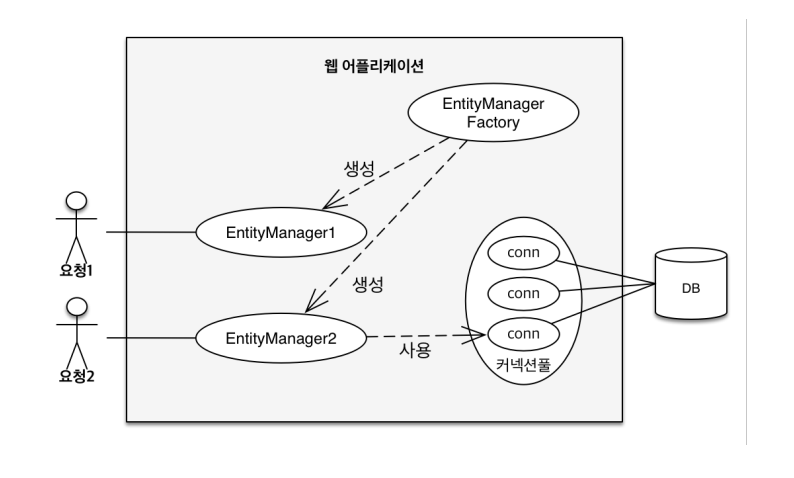 웹 어플리케이션
EntityManager
Factory
생성
요청1
EntityManager1
conn
생성
conn
DB
요청2
EntityManager2
사용
conn
커넥션풀